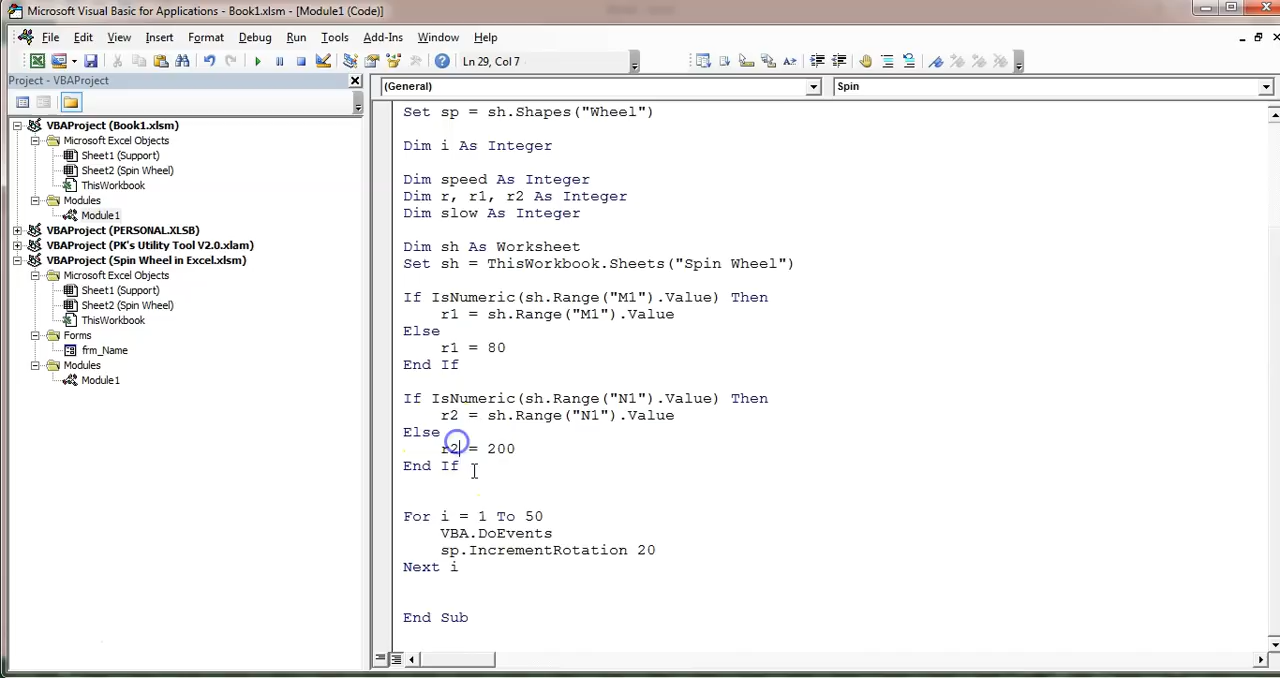 Microsoft Visual Basic for Applications - Book1.xlsm - [Module1 (Code)]
File Edit View Insert Format Debug Run Tools Add-Ins Window Help
Ln 29, Col 7
Project - VBAProject
(General) Spin
VBAProject (Book1.xlsm)
Microsoft Excel Objects
Sheet1 (Support)
Sheet2 (Spin Wheel)
ThisWorkbook
Modules
Module1
VBAProject (PERSONAL.XLSB)
VBAProject (PK's Utility Tool V2.0.xlam)
VBAProject (Spin Wheel in Excel.xlsm)
Microsoft Excel Objects
Sheet1 (Support)
Sheet2 (Spin Wheel)
ThisWorkbook
Forms
frm_Name
Modules
Module1
Set sp = sh.Shapes("Wheel")
Dim i As Integer
Dim speed As Integer
Dim r, r1, r2 As Integer
Dim slow As Integer
Dim sh As Worksheet
Set sh = ThisWorkbook.Sheets("Spin Wheel")
If IsNumeric(sh.Range("M1").Value) Then
r1 = sh.Range("M1").Value
Else
r1 = 80
End If
If IsNumeric(sh.Range("N1").Value) Then
r2 = sh.Range("N1").Value
Else
r2 = 200
End If
For i = 1 To 50
VBA.DoEvents
sp.IncrementRotation 20
Next i
End Sub